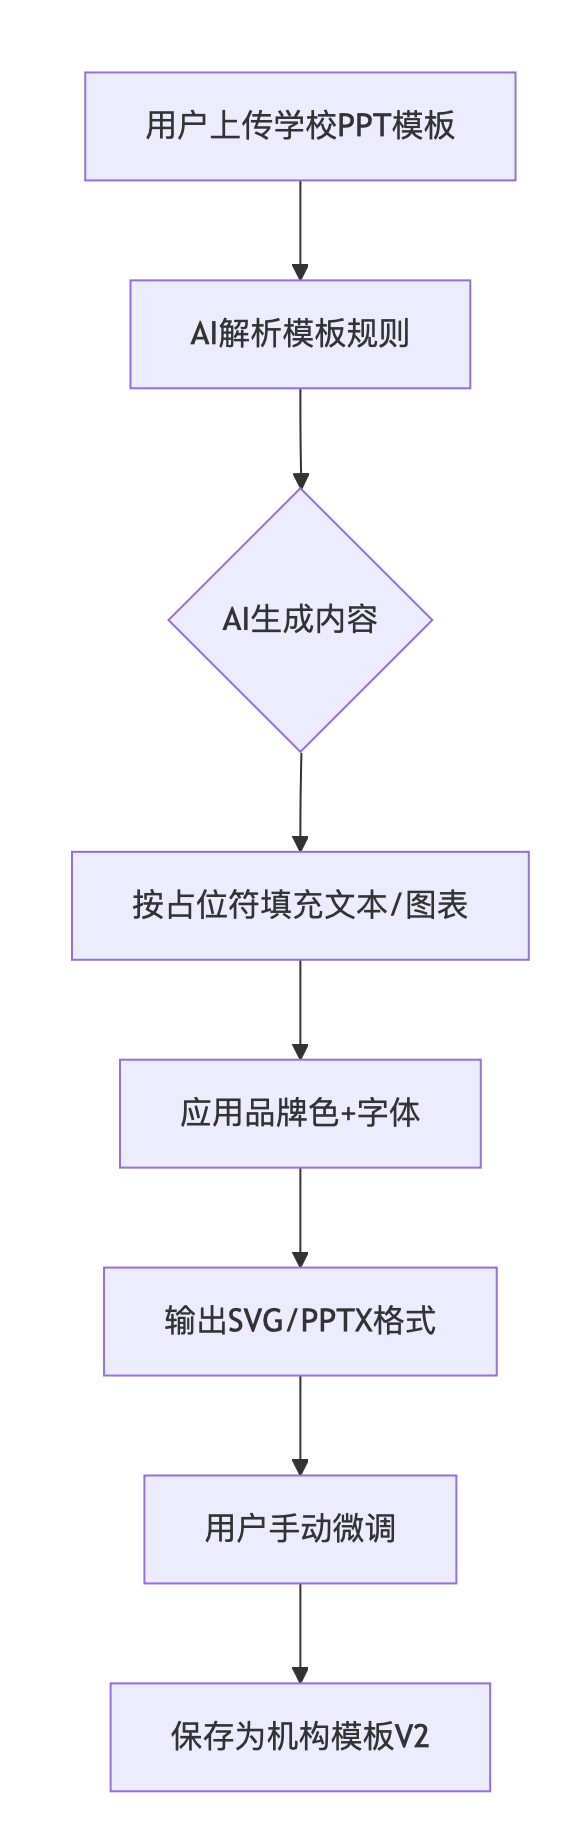 用户上传学校PPT模板
AI解析模板规则
AI生成内容
按占位符填充文本/图表
应用品牌色+字体
输出SVG/PPTX格式
用户手动微调
保存为机构模板V2